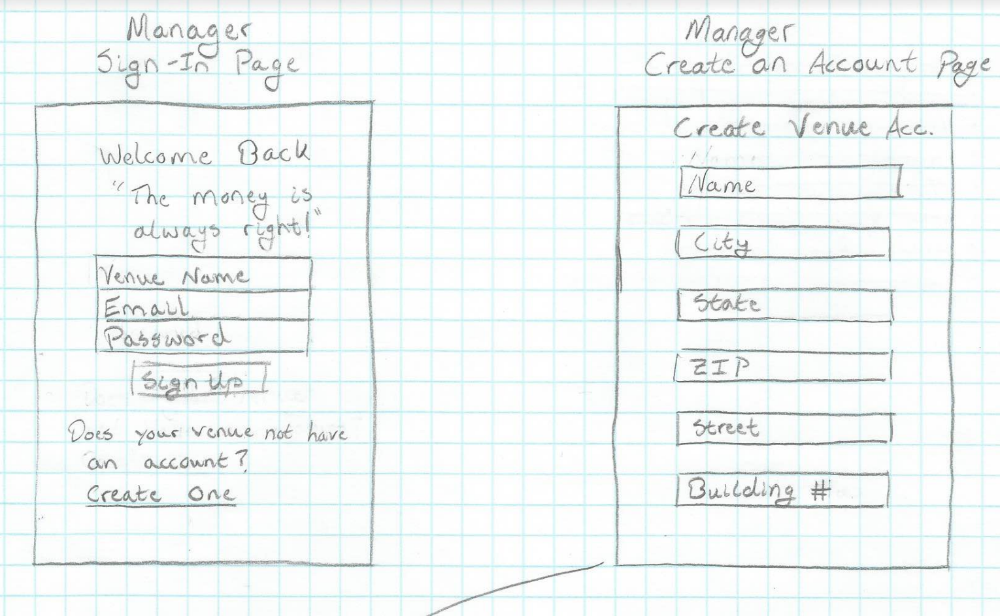 Manager
Sign-In Page
Welcome Back
"The money is
always right!"
Venue Name
Email
Password
Sign Up
Does your venue not have
an account?
Create One
Manager
Create an Account Page
Create Venue Acc.
Name
City
State
ZIP
Street
Building #